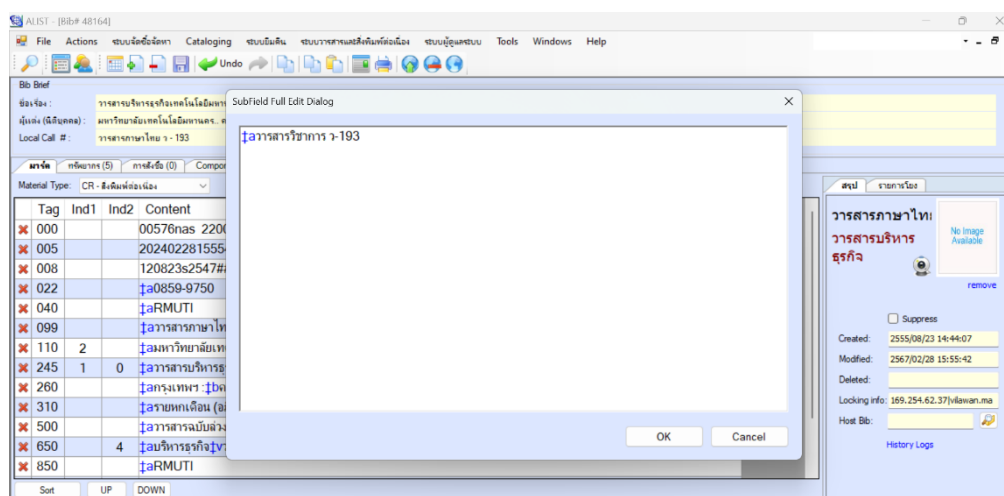 ALIST - [Bib# 48164]
File Actions ระบบจัดซื้อจัดหา Cataloging ระบบยืมคืน ระบบวารสารและสิ่งพิมพ์ต่อเนื่อง ระบบผู้ดูแลระบบ Tools Windows Help
Undo
Bib Brief
ชื่อเรื่อง : วารสารบริหารธุรกิจเทคโนโลยีมหา
ผู้แต่ง (นิติบุคคล) : มหาวิทยาลัยเทคโนโลยีมหานคร..
Local Call #: วารสารภาษาไทย ว - 193
SubField Full Edit Dialog
‡aวารสารวิชาการ ว-193
OK Cancel
มาร์ค ทรัพยากร (5) การสั่งซื้อ (0) Compor
Material Type: CR - สิ่งพิมพ์ต่อเนื่อง
Tag Ind1 Ind2 Content
000 00576nas 2200
005 20240228155554
008 120823s2547##
022 ‡a0859-9750
040 ‡aRMUTI
099 ‡aวารสารภาษาไท
110 2 ‡aมหาวิทยาลัยเท
245 1 0 ‡aวารสารบริหารธุ
260 ‡aกรุงเทพฯ :‡bค
310 ‡aรายหกเดือน (อ
500 ‡aวารสารฉบับล่วง
650 4 ‡aบริหารธุรกิจ‡vว
850 ‡aRMUTI
Sort UP DOWN
สรุป รายการโยง
วารสารภาษาไทย
วารสารบริหาร
ธุรกิจ
No Image
Available
remove
Suppress
Created: 2555/08/23 14:44:07
Modified: 2567/02/28 15:55:42
Deleted:
Locking info: 169.254.62.37|vilawan.ma
Host Bib:
History Logs